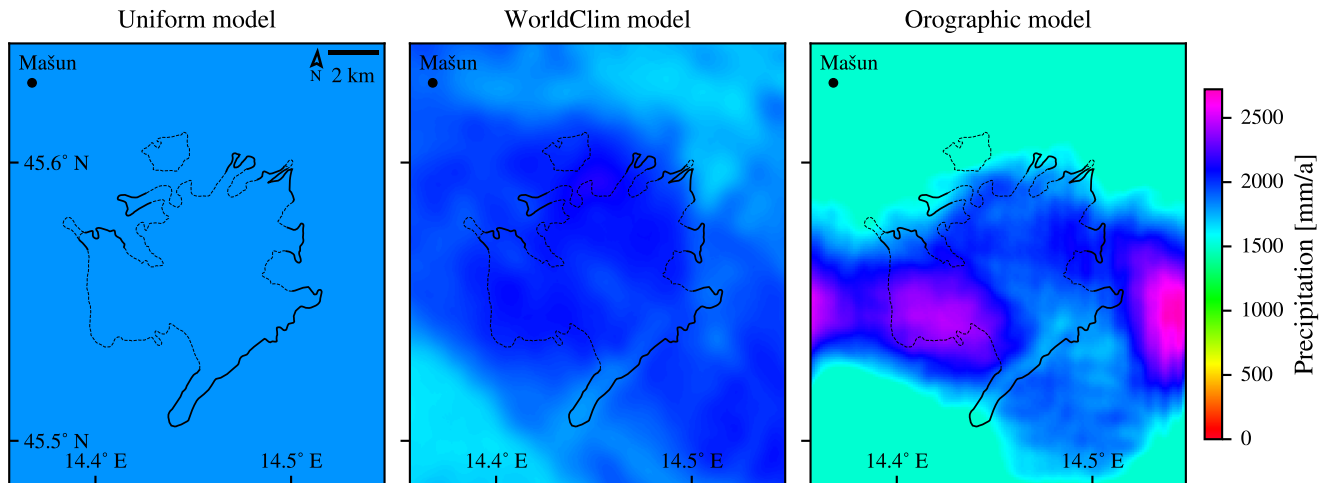 Uniform model
WorldClim model
Orographic model
Mašun
N
2 km
Mašun
Mašun
45.6° N
45.5° N
14.4° E
14.5° E
14.4° E
14.5° E
14.4° E
14.5° E
2500
2000
1500
1000
500
0
Precipitation [mm/a]